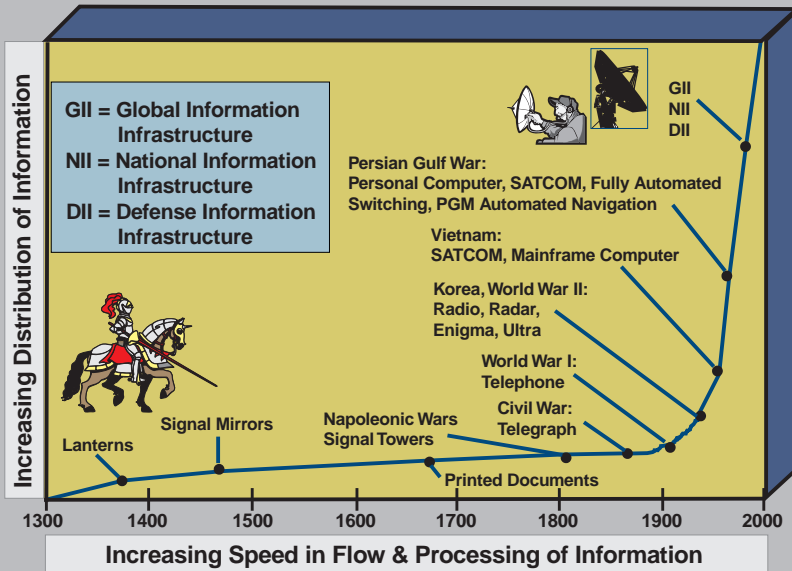 GII = Global Information
Infrastructure
NII = National Information
Infrastructure
DII = Defense Information
Infrastructure
GII
NII
DII
Persian Gulf War:
Personal Computer, SATCOM, Fully Automated
Switching, PGM Automated Navigation
Vietnam:
SATCOM, Mainframe Computer
Korea, World War II:
Radio, Radar,
Enigma, Ultra
World War I:
Telephone
Civil War:
Telegraph
Napoleonic Wars
Signal Towers
Printed Documents
Signal Mirrors
Lanterns
Increasing Distribution of Information
1300 1400 1500 1600 1700 1800 1900 2000
Increasing Speed in Flow & Processing of Information